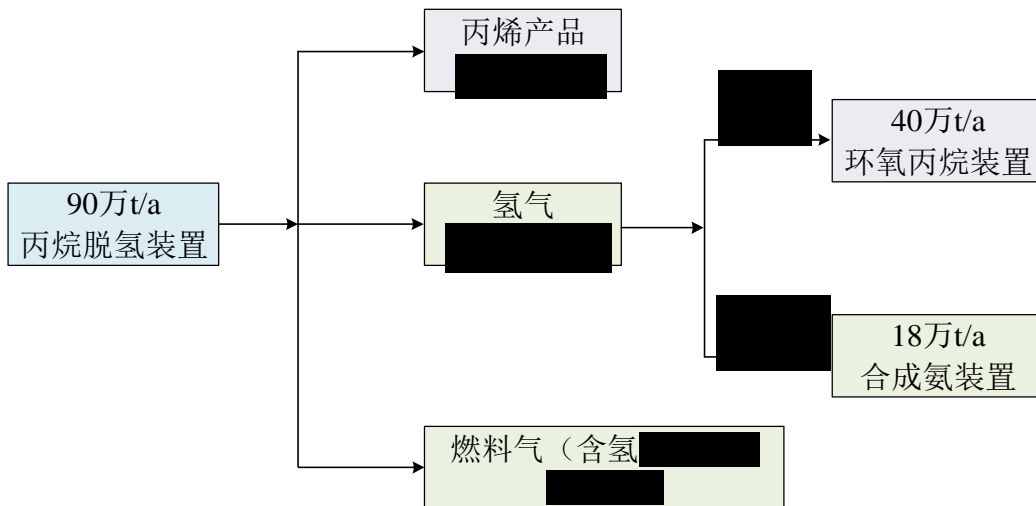 丙烯产品
40万t/a
环氧丙烷装置
90万t/a
丙烷脱氢装置
氢气
18万t/a
合成氨装置
燃料气（含氢